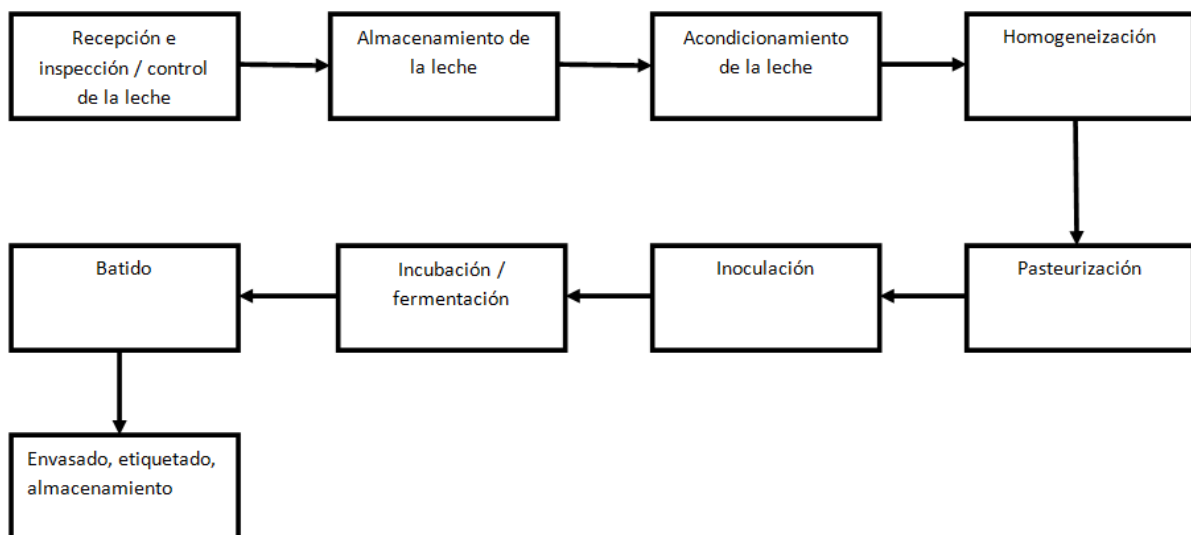 Recepción e
inspección / control
de la leche
Almacenamiento de
la leche
Acondicionamiento
de la leche
Homogeneización
Pasteurización
Inoculación
Incubación /
fermentación
Batido
Envasado, etiquetado,
almacenamiento